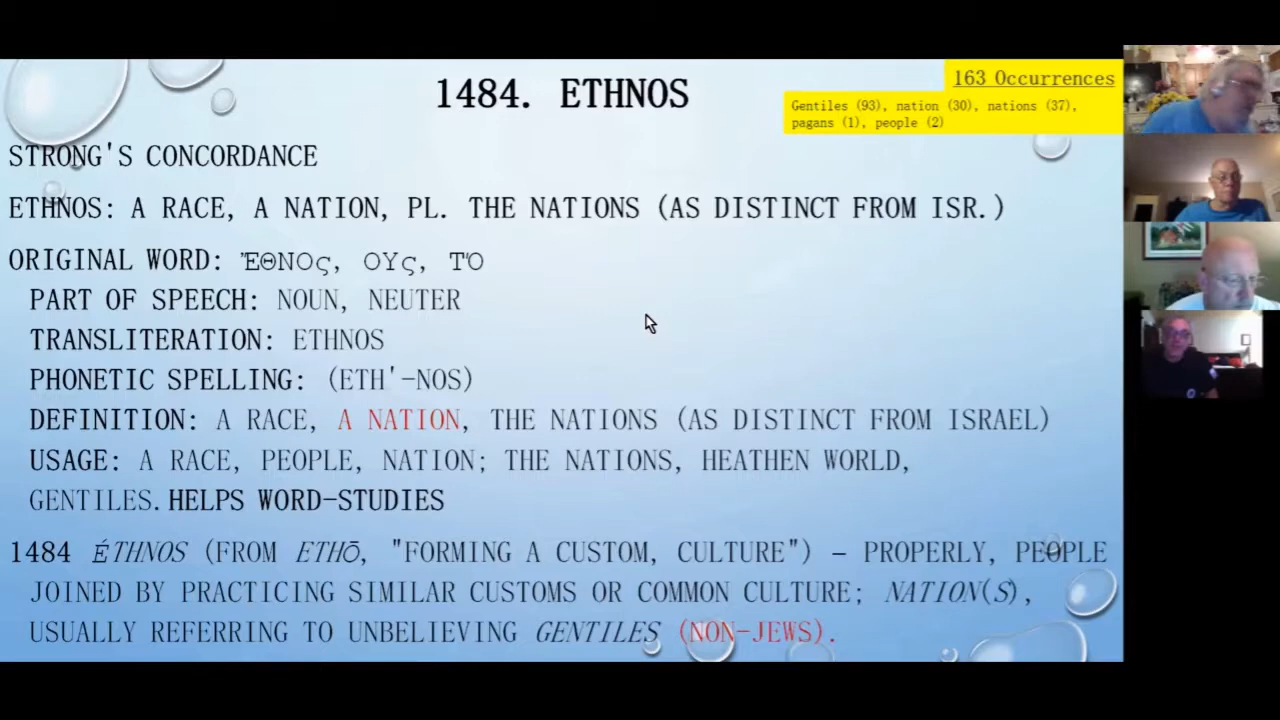 1484. ETHNOS
163 Occurrences
Gentiles (93), nation (30), nations (37),
pagans (1), people (2)
STRONG'S CONCORDANCE
ETHNOS: A RACE, A NATION, PL. THE NATIONS (AS DISTINCT FROM ISR.)
ORIGINAL WORD: ἜΘΝΟς, ΟΥς, ΤΌ
PART OF SPEECH: NOUN, NEUTER
TRANSLITERATION: ETHNOS
PHONETIC SPELLING: (ETH'-NOS)
DEFINITION: A RACE, A NATION, THE NATIONS (AS DISTINCT FROM ISRAEL)
USAGE: A RACE, PEOPLE, NATION; THE NATIONS, HEATHEN WORLD,
GENTILES. HELPS WORD-STUDIES
1484 ÉTHNOS (FROM ETHŌ, "FORMING A CUSTOM, CULTURE") – PROPERLY, PEOPLE
JOINED BY PRACTICING SIMILAR CUSTOMS OR COMMON CULTURE; NATION(S),
USUALLY REFERRING TO UNBELIEVING GENTILES (NON-JEWS).